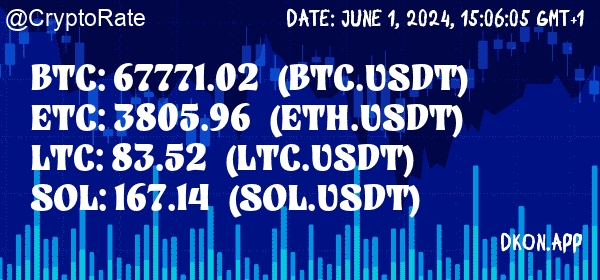 @CryptoRate
DATE: JUNE 1, 2024, 15:06:05 GMT+1
BTC: 67771.02 (BTC.USDT)
ETC: 3805.96 (ETH.USDT)
LTC: 83.52 (LTC.USDT)
SOL: 167.14 (SOL.USDT)
DKON.APP